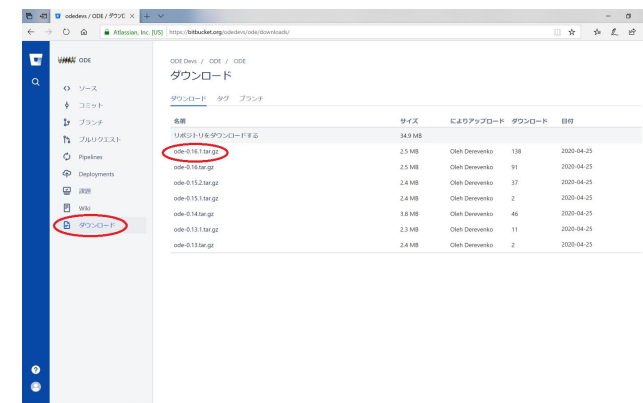 odedevs / ODE / ダウンC
Atlassian, Inc. [US] https://bitbucket.org/odedevs/ode/downloads/
ODE
ソース
コミット
ブランチ
プルリクエスト
Pipelines
Deployments
課題
Wiki
ダウンロード
ODE Devs / ODE / ODE
ダウンロード
ダウンロード タグ ブランチ
名前 サイズ によりアップロード ダウンロード 日付
リポジトリをダウンロードする 34.9 MB
ode-0.16.1.tar.gz 2.5 MB Oleh Derevenko 138 2020-04-25
ode-0.16.tar.gz 2.5 MB Oleh Derevenko 91 2020-04-25
ode-0.15.2.tar.gz 2.4 MB Oleh Derevenko 37 2020-04-25
ode-0.15.1.tar.gz 2.4 MB Oleh Derevenko 2 2020-04-25
ode-0.14.tar.gz 3.8 MB Oleh Derevenko 46 2020-04-25
ode-0.13.1.tar.gz 2.3 MB Oleh Derevenko 11 2020-04-25
ode-0.13.tar.gz 2.4 MB Oleh Derevenko 2 2020-04-25